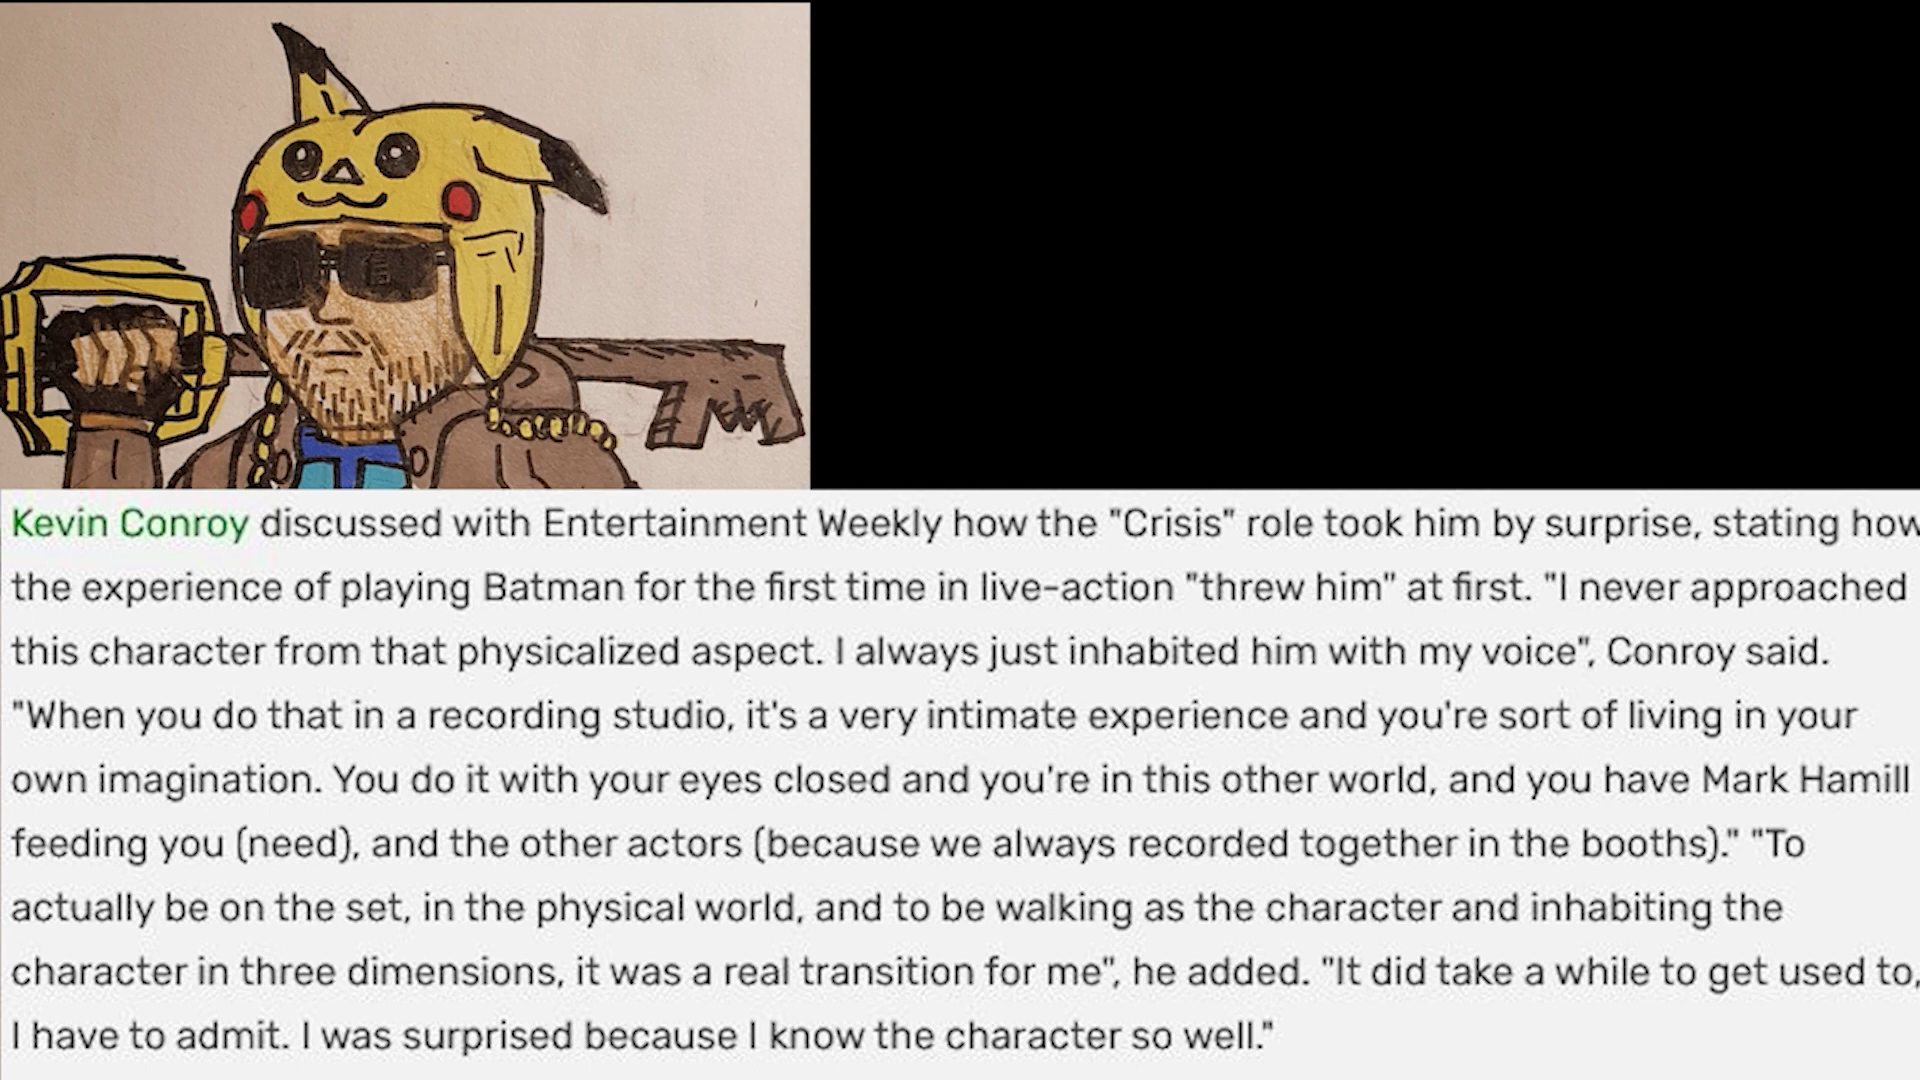 Kevin Conroy discussed with Entertainment Weekly how the "Crisis" role took him by surprise, stating how
the experience of playing Batman for the first time in live-action "threw him" at first. "I never approached
this character from that physicalized aspect. I always just inhabited him with my voice", Conroy said.
"When you do that in a recording studio, it's a very intimate experience and you're sort of living in your
own imagination. You do it with your eyes closed and you're in this other world, and you have Mark Hamill
feeding you (need), and the other actors (because we always recorded together in the booths)." "To
actually be on the set, in the physical world, and to be walking as the character and inhabiting the
character in three dimensions, it was a real transition for me", he added. "It did take a while to get used to,
I have to admit. I was surprised because I know the character so well."